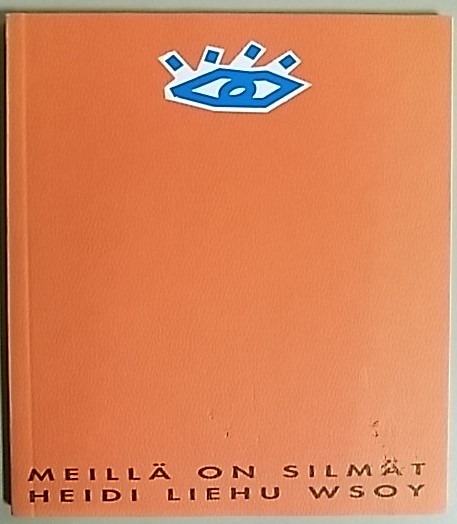 MEILLÄ ON SILMÄT
HEIDI LIEHU WSOY